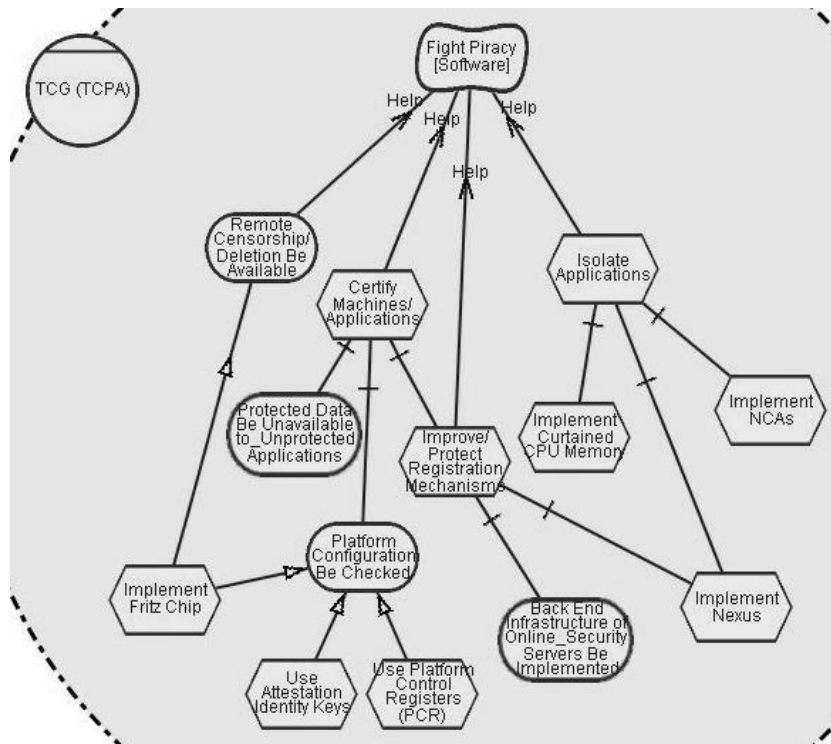 Fight Piracy
[Software]
TCG (TCPA)
Help
Help
Help
Help
Remote
Censorship/
Deletion Be
Available
Certify
Machines/
Applications
Isolate
Applications
Protected Data
Be Unavailable
to_Unprotected
Applications
Improve/
Protect
Registration
Mechanisms
Implement
Curtained
CPU Memory
Implement
NCAs
Platform
Configuration
Be Checked
Implement
Fritz Chip
Back End
Infrastructure of
Online_Security
Servers Be
Implemented
Implement
Nexus
Use
Attestation
Identity Keys
Use Platform
Control
Registers
(PCR)